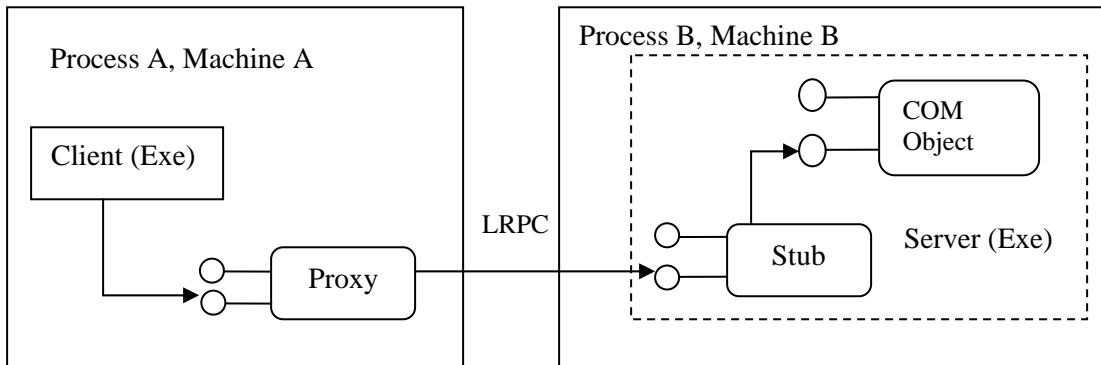 Process A, Machine A
Client (Exe)
Proxy
LRPC
Process B, Machine B
COM
Object
Stub
Server (Exe)